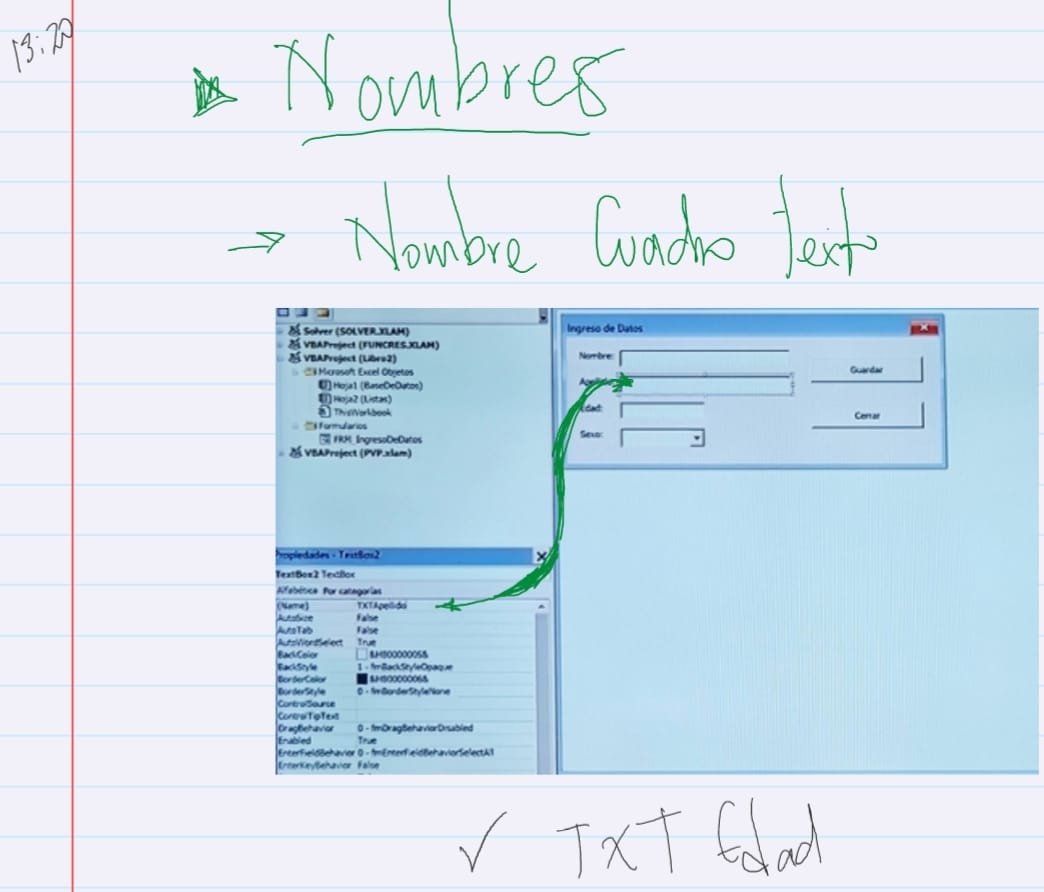 13:20
Nombres
→ Nombre Cuadro Texto
Solver (SOLVER.XLAM)
VBAProject (FUNCRES.XLAM)
VBAProject (Libro2)
Microsoft Excel Objetos
Hoja1 (BaseDeDatos)
Hoja2 (Listas)
ThisWorkbook
Formularios
FRM_IngresoDeDatos
VBAProject (PVP.xlam)
Ingreso de Datos
Nombre:
Guardar
Edad:
Cerrar
Sexo:
Propiedades - TextBox2
TextBox2 TextBox
Alfabética Por categorías
(Name) TXTApellido
AutoSize False
AutoTab False
AutoWordSelect True
BackColor &H80000005&
BackStyle 1 - fmBackStyleOpaque
BorderColor &H80000006&
BorderStyle 0 - fmBorderStyleNone
ControlSource
ControlTipText
DragBehavior 0 - fmDragBehaviorDisabled
Enabled True
EnterFieldBehavior 0 - fmEnterFieldBehaviorSelectAll
EnterKeyBehavior False
✓ TXT Edad